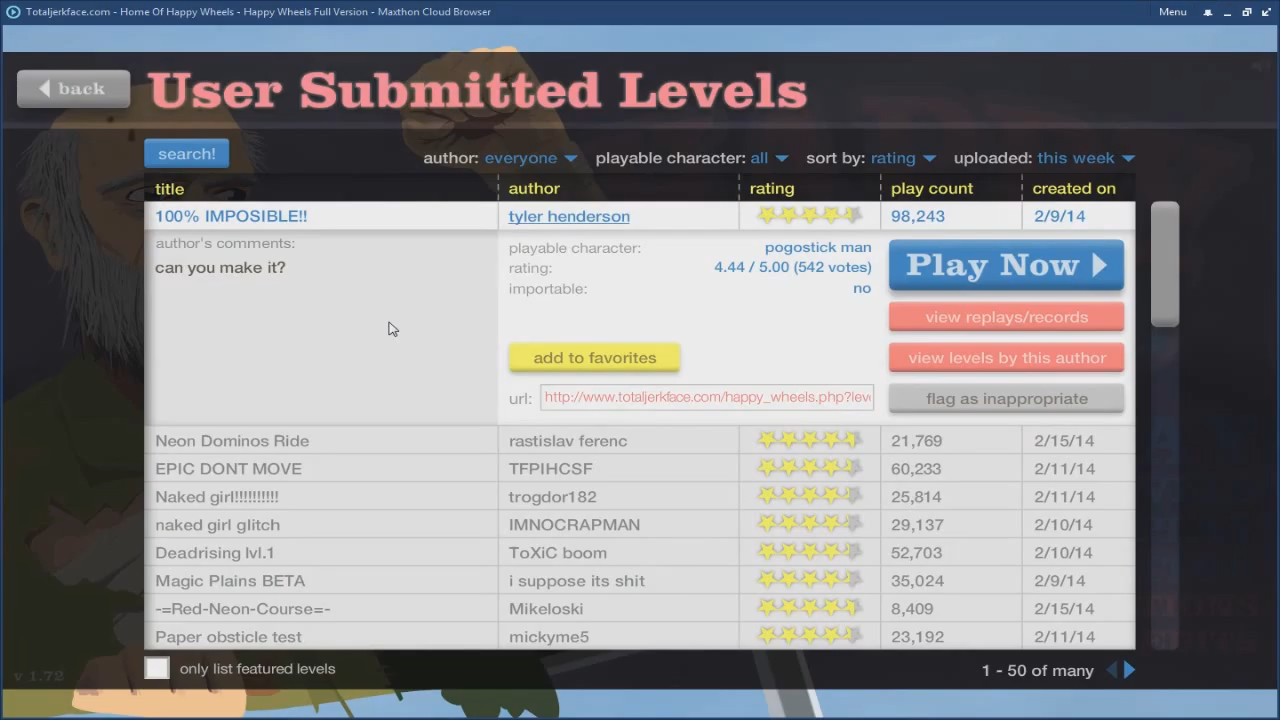 Totaljerkface.com - Home Of Happy Wheels - Happy Wheels Full Version - Maxthon Cloud Browser Menu
back User Submitted Levels
search! author: everyone playable character: all sort by: rating uploaded: this week
title author rating play count created on
100% IMPOSIBLE!! tyler henderson 98,243 2/9/14
author's comments:
can you make it?
playable character: pogostick man
rating: 4.44 / 5.00 (542 votes)
importable: no
Play Now
view replays/records
add to favorites view levels by this author
url: http://www.totaljerkface.com/happy_wheels.php?leve flag as inappropriate
Neon Dominos Ride rastislav ferenc 21,769 2/15/14
EPIC DONT MOVE TFPIHCSF 60,233 2/11/14
Naked girl!!!!!!!!!! trogdor182 25,814 2/11/14
naked girl glitch IMNOCRAPMAN 29,137 2/10/14
Deadrising lvl.1 ToXiC boom 52,703 2/10/14
Magic Plains BETA i suppose its shit 35,024 2/9/14
-=Red-Neon-Course=- Mikeloski 8,409 2/15/14
Paper obsticle test mickyme5 23,192 2/11/14
only list featured levels 1 - 50 of many
v 1.72